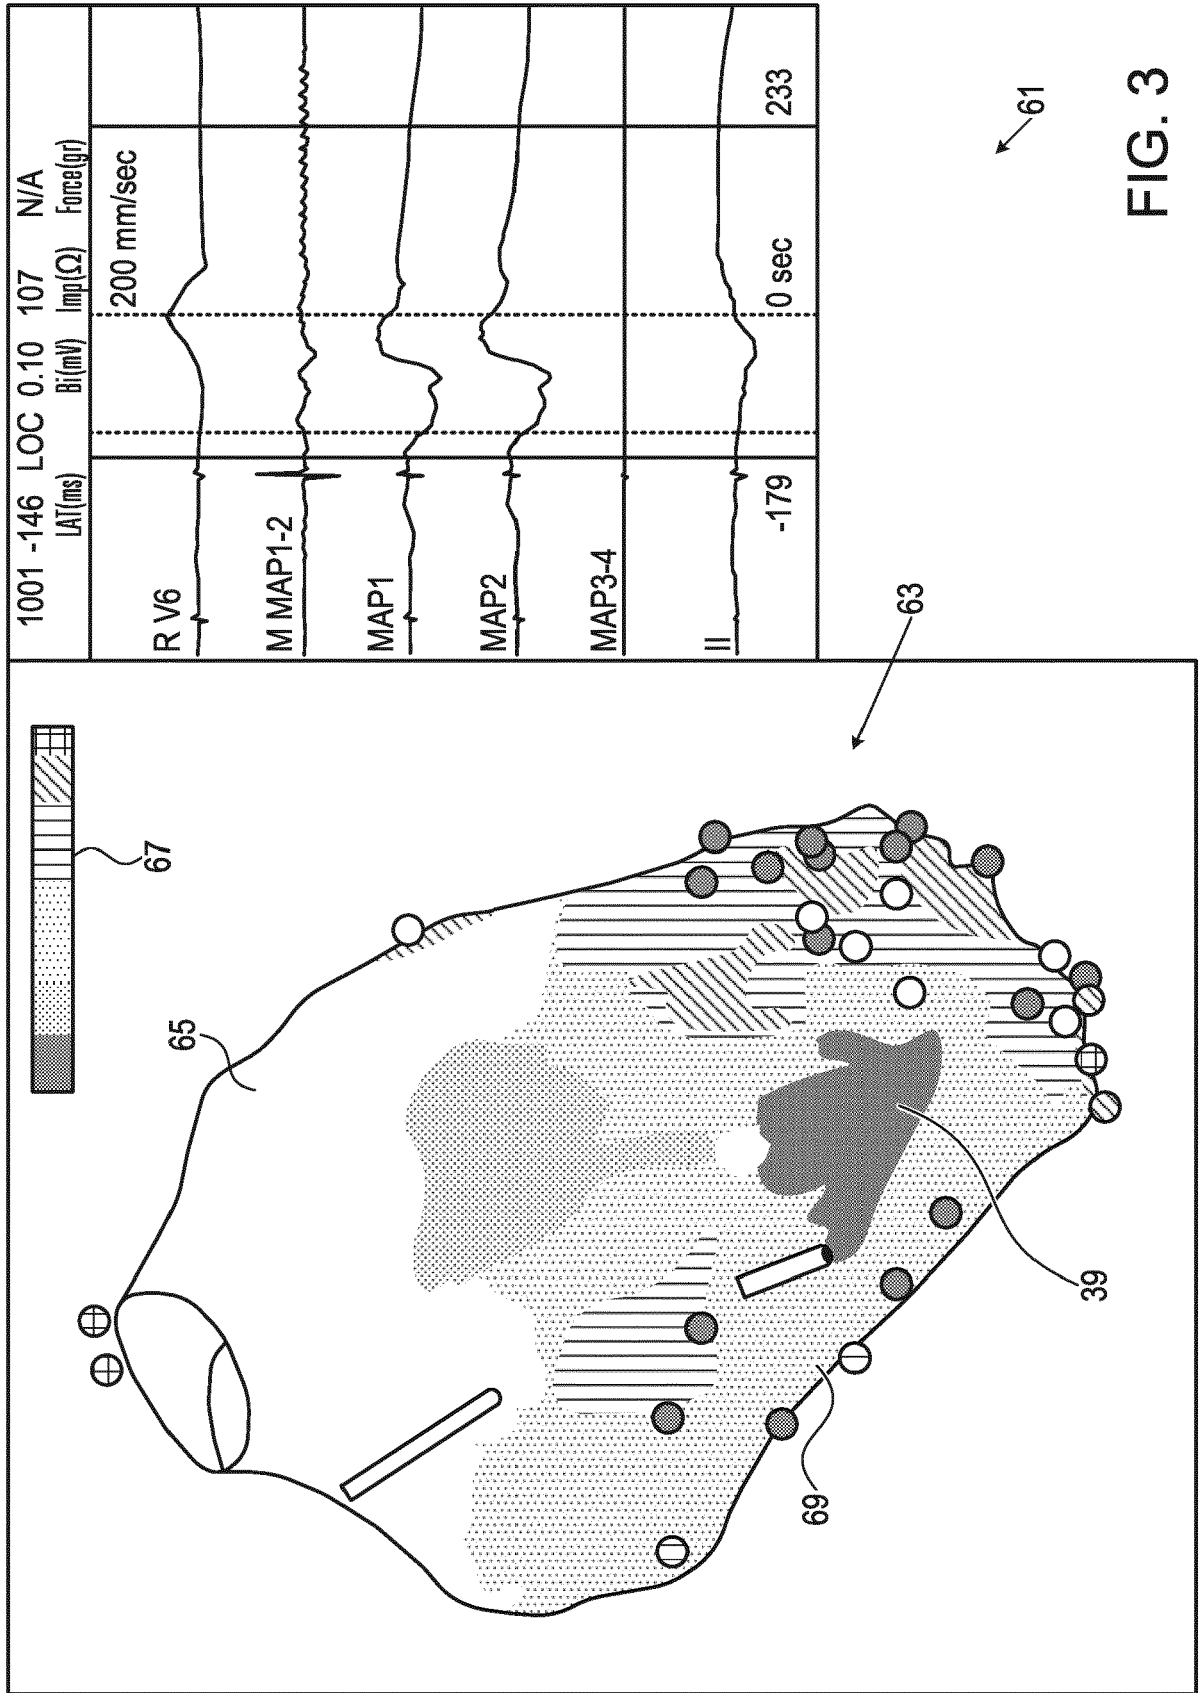 1001 -146 LOC 0.10 107 N/A
LAT(ms) Bi(mV) Imp(Ω) Force(gr)
200 mm/sec
R V6
M MAP1-2
MAP1
MAP2
MAP3-4
II
-179 0 sec 233
67
65
63
61
39
69
FIG. 3